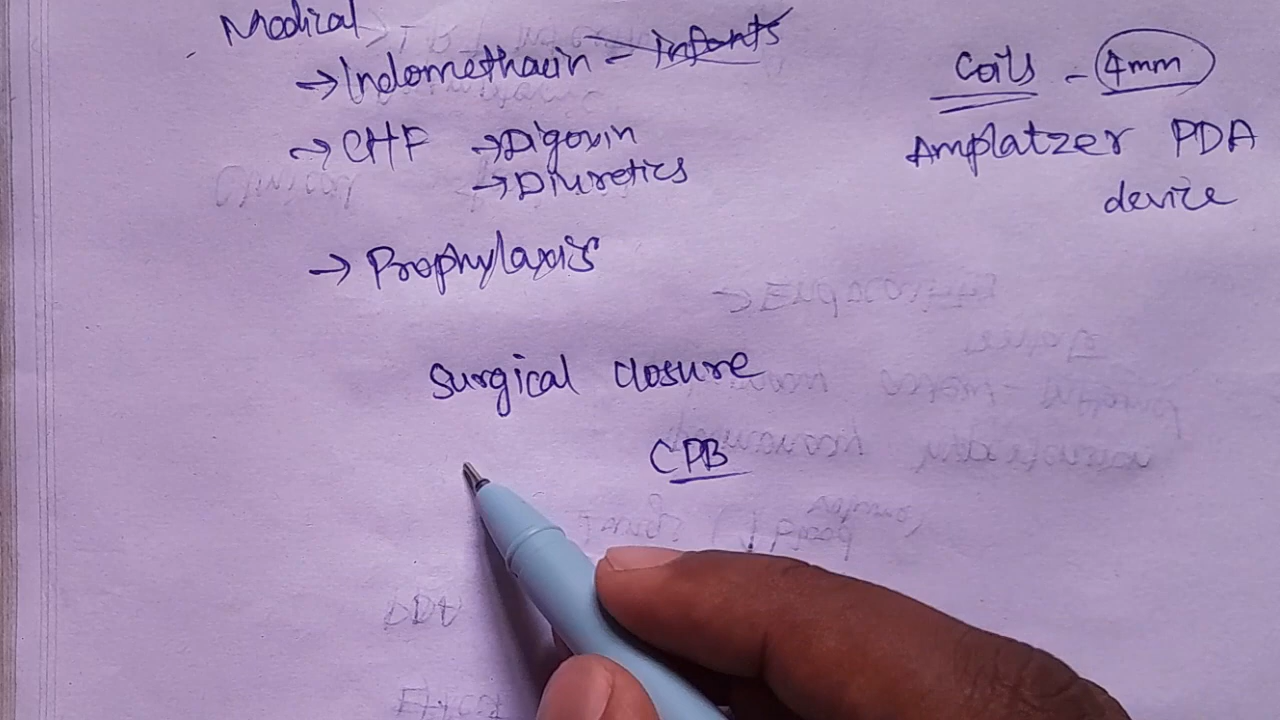 Medical
→ Indomethacin – infants
→ CHF → Digoxin
→ Diuretics
→ Prophylaxis
Coils – 4mm
Amplatzer PDA
device
Surgical closure
CPB